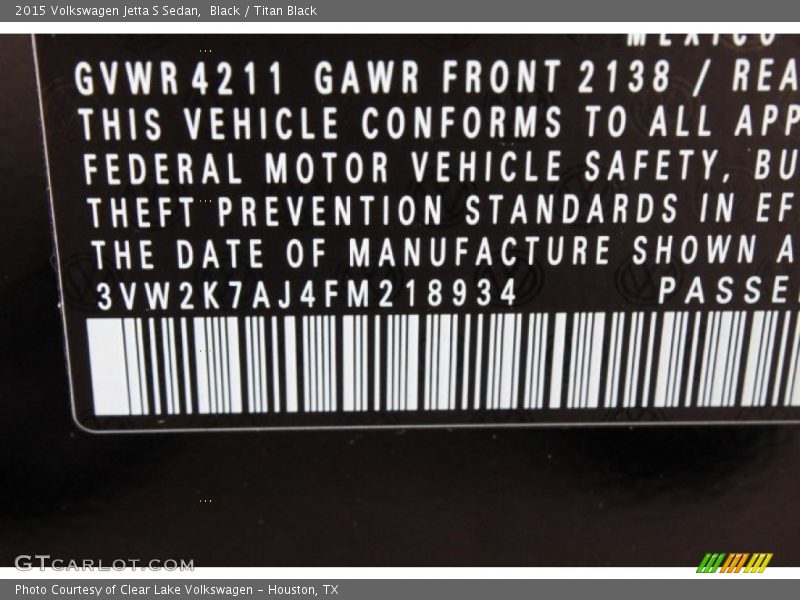 2015 Volkswagen Jetta S Sedan, Black / Titan Black
MEXICO
GVWR 4211 GAWR FRONT 2138 / REA
THIS VEHICLE CONFORMS TO ALL APP
FEDERAL MOTOR VEHICLE SAFETY, BU
THEFT PREVENTION STANDARDS IN EF
THE DATE OF MANUFACTURE SHOWN A
3VW2K7AJ4FM218934 PASSE
GTCARLOT.COM
Photo Courtesy of Clear Lake Volkswagen – Houston, TX